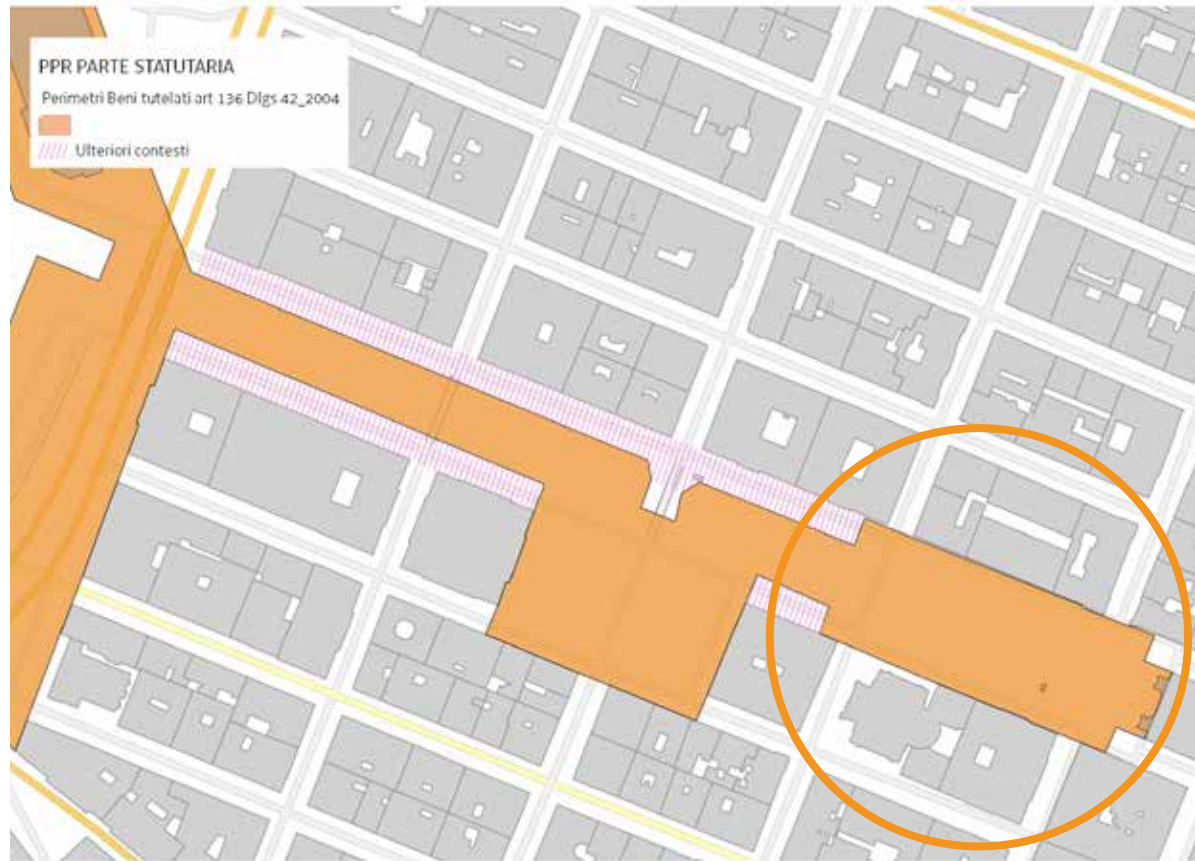 PPR PARTE STATUTARIA
Perimetri Beni tutelati art 136 Dlgs 42_2004
Ulteriori contesti